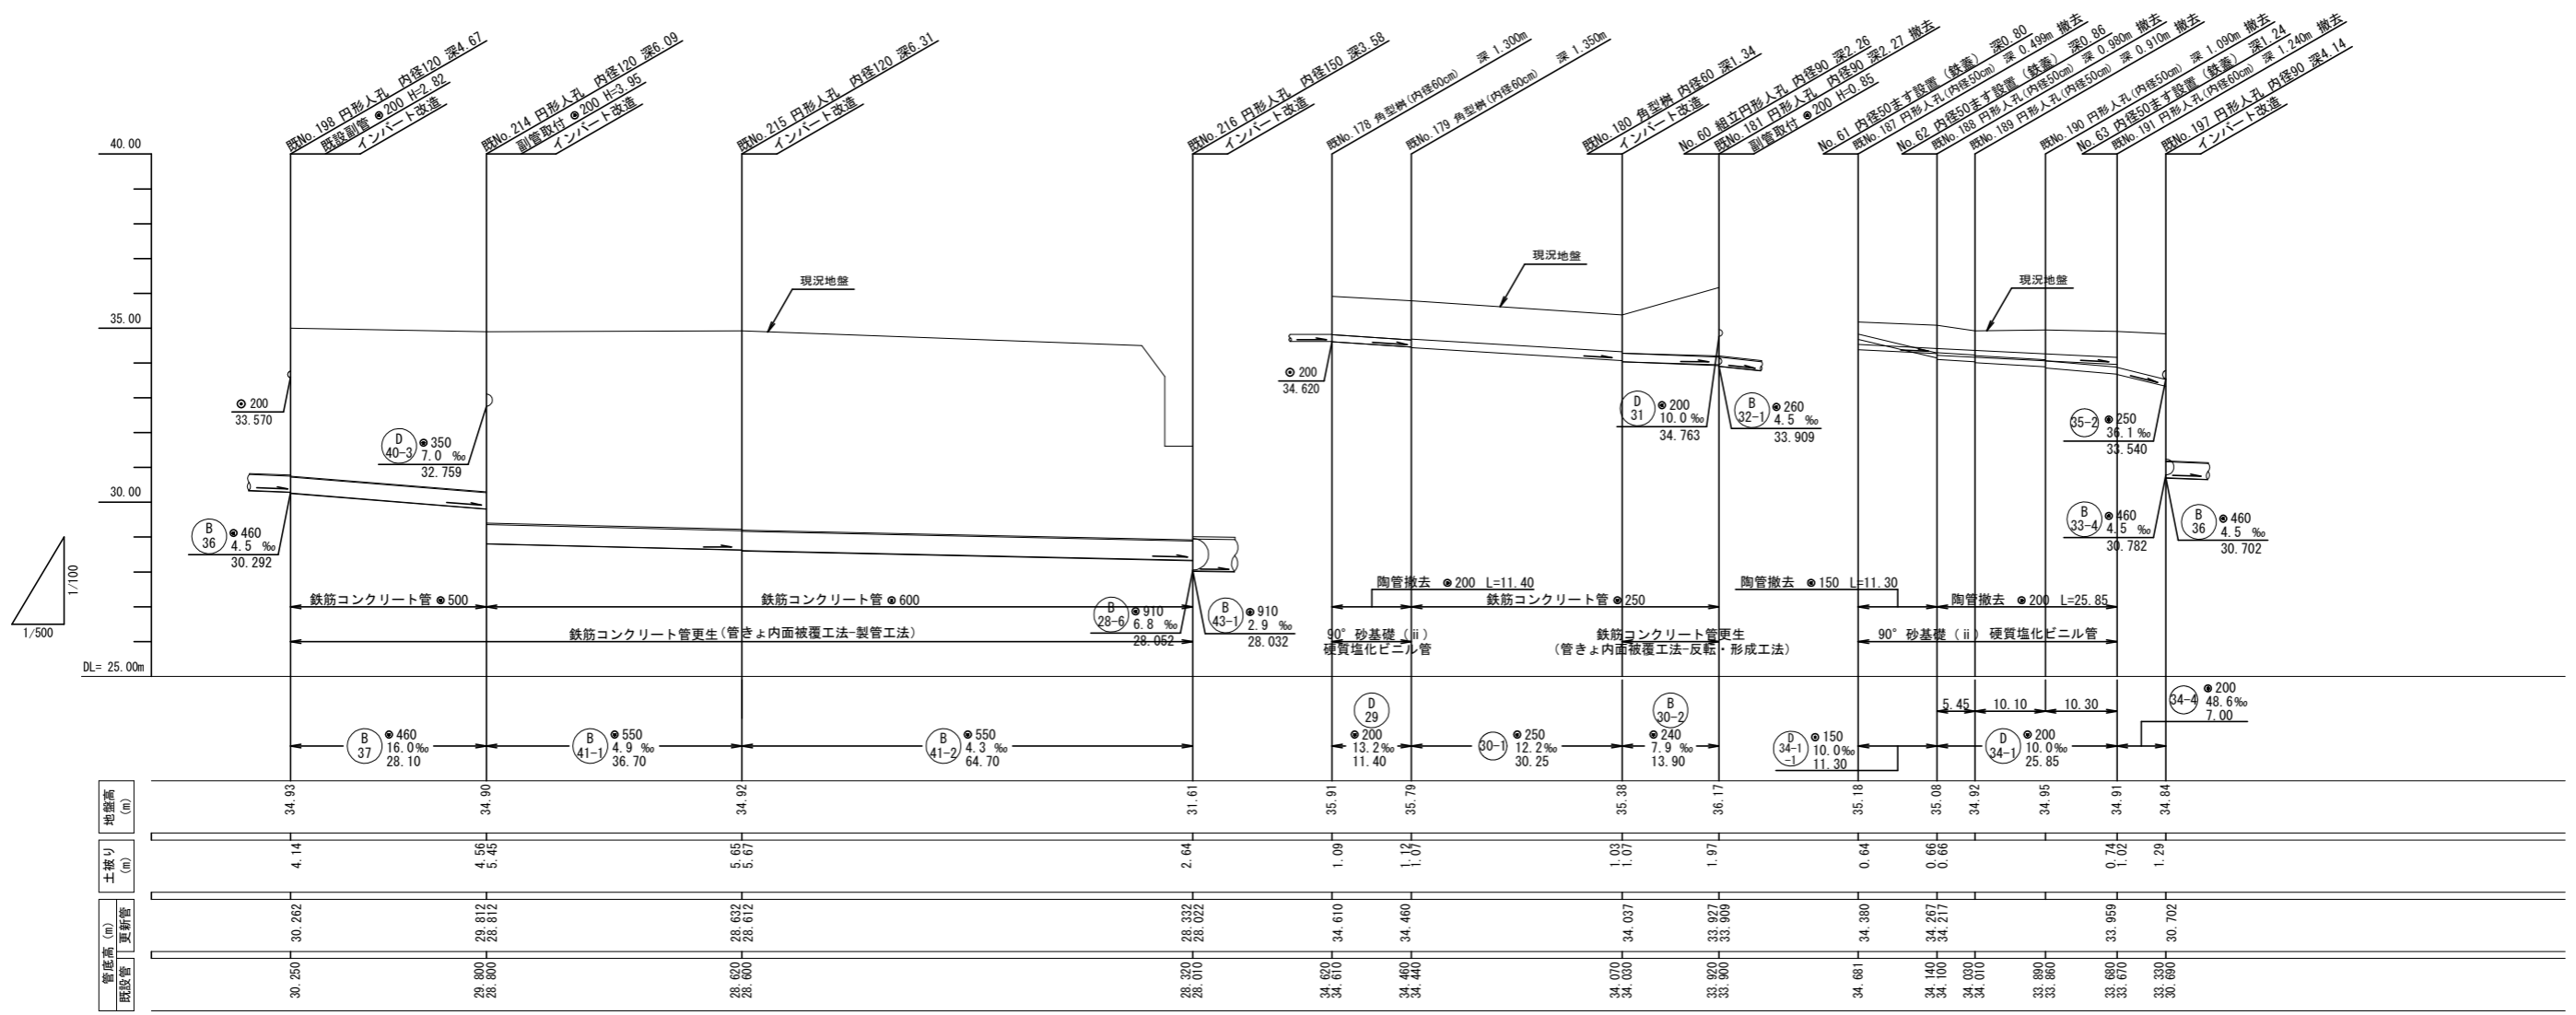 既No.198 円形人孔 内径120 深4.67
既設副管 ◉200 H=2.82
インバート改造
既No.214 円形人孔 内径120 深6.09
副管取付 ◉200 H=3.95
インバート改造
既No.215 円形人孔 内径120 深6.31
インバート改造
既No.216 円形人孔 内径150 深3.58
インバート改造
既No.178 角型桝(内径60cm) 深 1.300m
既No.179 角型桝(内径60cm) 深 1.350m
既No.180 角型桝 内径60 深1.34
インバート改造
No.60 組立円形人孔 内径90 深2.26
既No.181 円形人孔 内径90 深2.27 撤去
副管取付 ◉200 H=0.85
No.61 内径50ます設置(鉄蓋) 深0.80
既No.187 円形人孔(内径50cm) 深 0.499m 撤去
No.62 内径50ます設置(鉄蓋) 深0.86
既No.188 円形人孔(内径50cm) 深 0.980m 撤去
既No.189 円形人孔(内径50cm) 深 0.910m 撤去
既No.190 円形人孔(内径50cm) 深 1.090m 撤去
No.63 内径50ます設置(鉄蓋) 深1.24
既No.191 円形人孔(内径60cm) 深 1.240m 撤去
既No.197 円形人孔 内径90 深4.14
インバート改造
40.00
35.00
30.00
DL= 25.00m
1/100
1/500
現況地盤
現況地盤
現況地盤
◉200
33.570
D
40-3
◉350
7.0 ‰
32.759
B
36
◉460
4.5 ‰
30.292
B
28-6
◉910
6.8 ‰
28.052
B
43-1
◉910
2.9 ‰
28.032
◉200
34.620
D
31
◉200
10.0‰
34.763
B
32-1
◉260
4.5 ‰
33.909
35-2
◉250
36.1‰
33.540
B
33-4
◉460
4.5 ‰
30.782
B
36
◉460
4.5 ‰
30.702
鉄筋コンクリート管◉500
鉄筋コンクリート管◉600
鉄筋コンクリート管更生(管きょ内面被覆工法-製管工法)
陶管撤去 ◉200 L=11.40
鉄筋コンクリート管◉250
90°砂基礎(ⅱ)
硬質塩化ビニル管
鉄筋コンクリート管更生
(管きょ内面被覆工法-反転・形成工法)
陶管撤去 ◉150 L=11.30
陶管撤去 ◉200 L=25.85
90°砂基礎(ⅱ) 硬質塩化ビニル管
B
37
◉460
16.0‰
28.10
B
41-1
◉550
4.9 ‰
36.70
B
41-2
◉550
4.3 ‰
64.70
D
29
◉200
13.2‰
11.40
30-1
◉250
12.2‰
30.25
B
30-2
◉240
7.9 ‰
13.90
D
34-1
-1
◉150
10.0‰
11.30
5.45
10.10
10.30
D
34-1
◉200
10.0‰
25.85
34-4
◉200
48.6‰
7.00
地盤高
(m)
34.93
34.90
34.92
31.61
35.91
35.79
35.38
36.17
35.18
35.08
34.92
34.95
34.91
34.84
土被り
(m)
4.14
4.56
5.45
5.65
5.67
2.64
1.09
1.12
1.07
1.03
1.07
1.97
0.64
0.66
0.66
0.74
1.02
1.29
管底高(m)
更新管
30.262
29.812
28.812
28.632
28.612
28.332
28.022
34.610
34.460
34.037
33.927
33.909
34.380
34.267
34.217
33.959
30.702
既設管
30.250
29.800
28.800
28.620
28.600
28.320
28.010
34.620
34.610
34.460
34.440
34.070
34.030
33.920
33.900
34.681
34.140
34.100
34.030
34.010
33.890
33.860
33.680
33.670
33.330
30.690